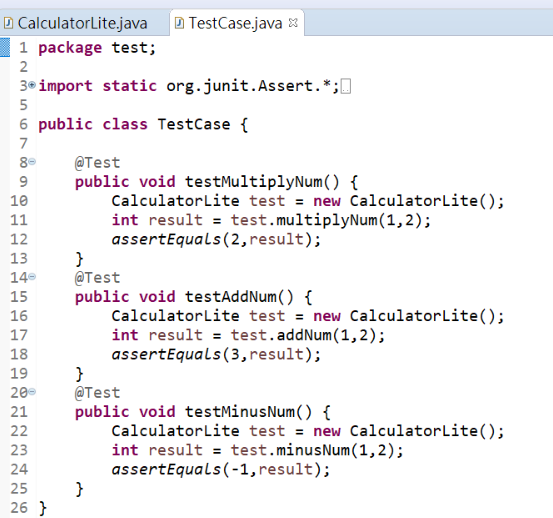 CalculatorLite.java TestCase.java
1 package test;
2
3 import static org.junit.Assert.*;
5
6 public class TestCase {
7
8 @Test
9 public void testMultiplyNum() {
10 CalculatorLite test = new CalculatorLite();
11 int result = test.multiplyNum(1,2);
12 assertEquals(2,result);
13 }
14 @Test
15 public void testAddNum() {
16 CalculatorLite test = new CalculatorLite();
17 int result = test.addNum(1,2);
18 assertEquals(3,result);
19 }
20 @Test
21 public void testMinusNum() {
22 CalculatorLite test = new CalculatorLite();
23 int result = test.minusNum(1,2);
24 assertEquals(-1,result);
25 }
26 }